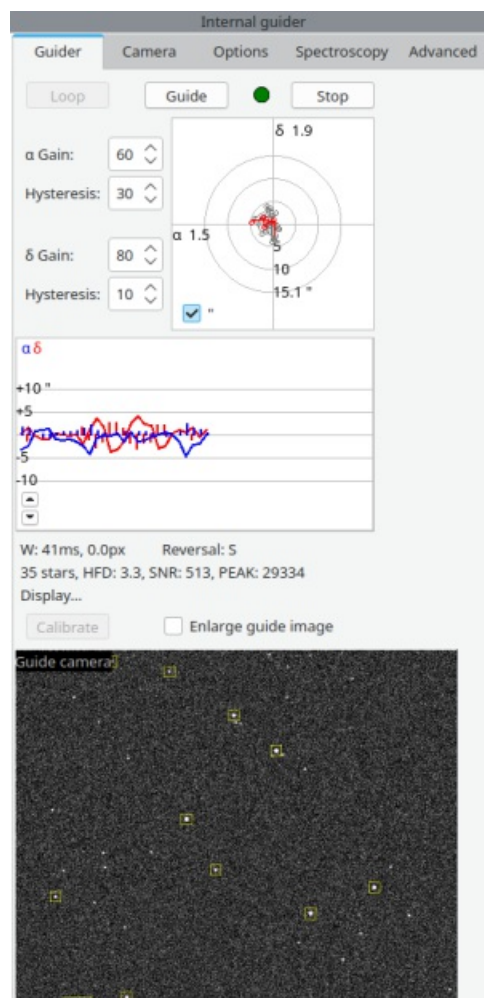 Internal guider
Guider Camera Options Spectroscopy Advanced
Loop Guide Stop
δ 1.9
α Gain: 60
Hysteresis: 30
α 1.5
5
δ Gain: 80
10
Hysteresis: 10
15.1 "
"
αδ
+10 "
+5
-5
-10
W: 41ms, 0.0px Reversal: S
35 stars, HFD: 3.3, SNR: 513, PEAK: 29334
Display...
Calibrate Enlarge guide image
Guide camera